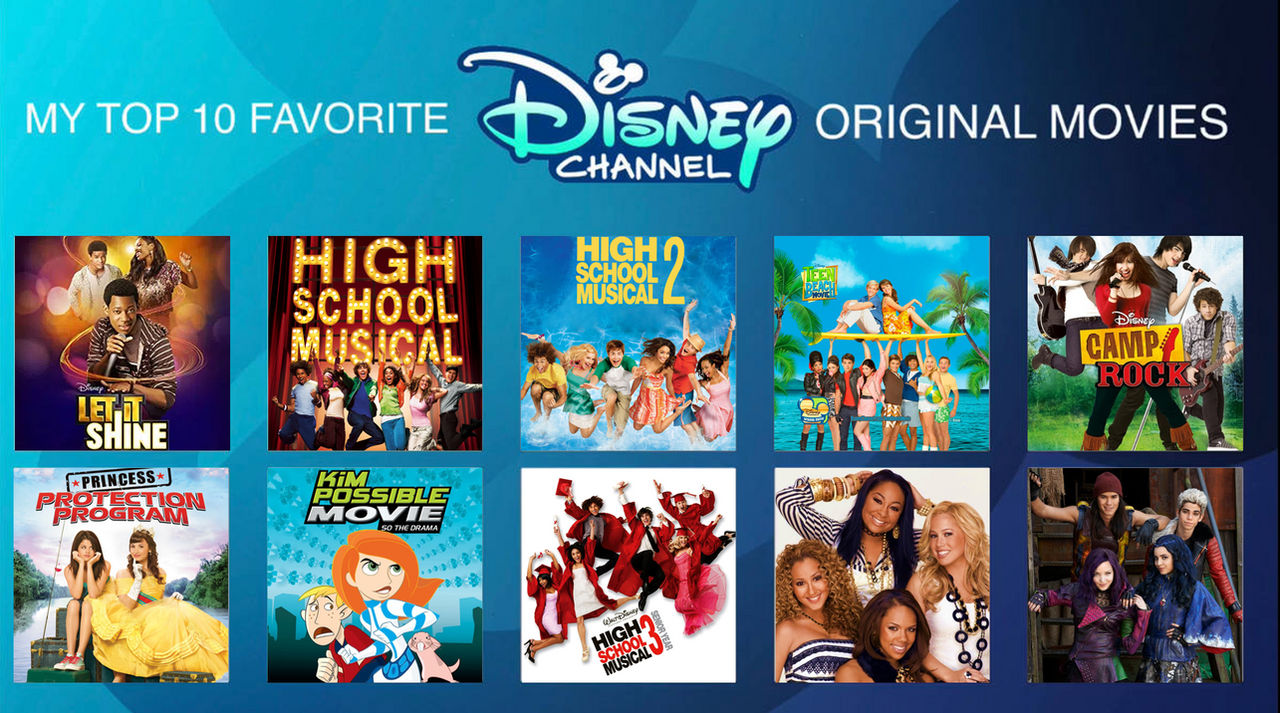 MY TOP 10 FAVORITE DISNEY CHANNEL ORIGINAL MOVIES
Disney
LET IT
SHINE
HIGH
SCHOOL
MUSICAL
HIGH
SCHOOL
MUSICAL 2
TEEN
BEACH
MOVIE
Disney
CAMP
ROCK
PRINCESS
PROTECTION
PROGRAM
KIM
POSSIBLE
MOVIE
SO THE DRAMA
WALT DISNEY
HIGH
SCHOOL
MUSICAL 3
SENIOR YEAR